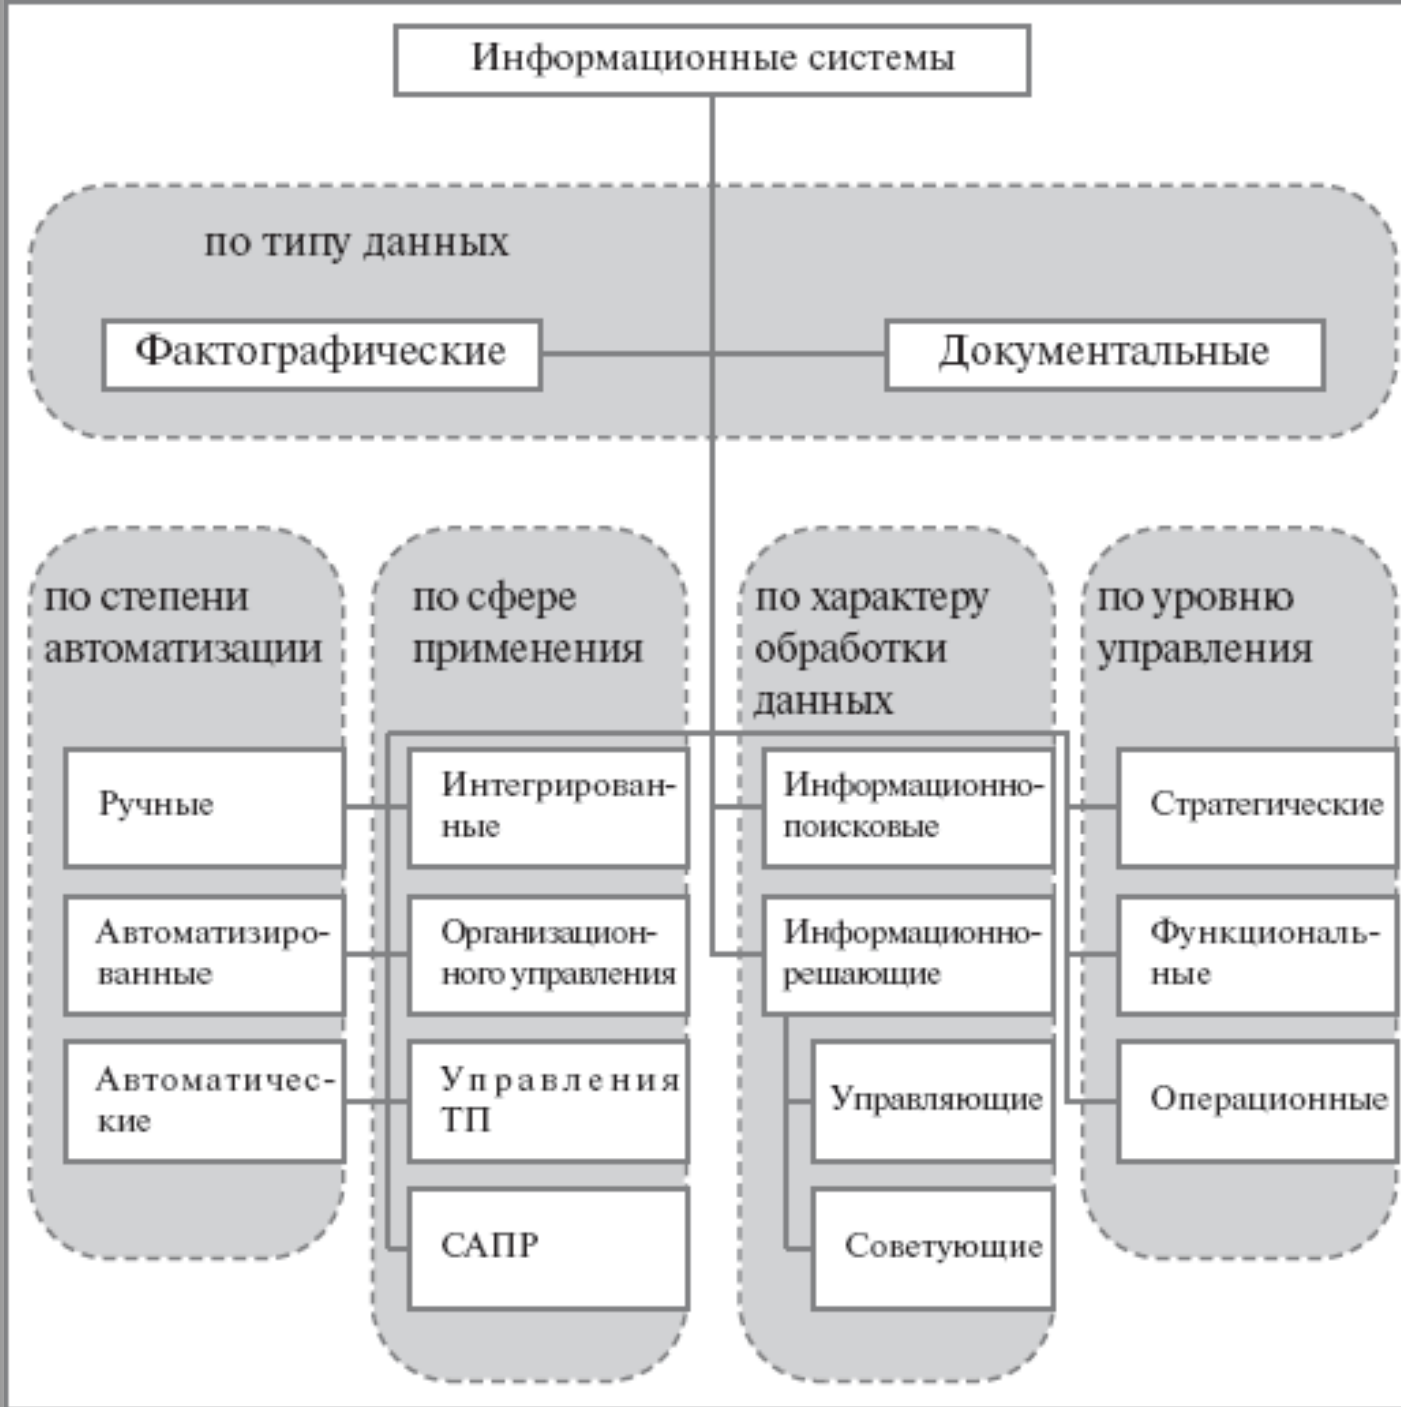 Информационные системы
по типу данных
Фактографические
Документальные
по степени
автоматизации
Ручные
Автоматизиро-
ванные
Автоматичес-
кие
по сфере
применения
Интегрирован-
ные
Организацион-
ного управления
Управления
ТП
САПР
по характеру
обработки
данных
Информационно-
поисковые
Информационно-
решающие
Управляющие
Советующие
по уровню
управления
Стратегические
Функциональ-
ные
Операционные